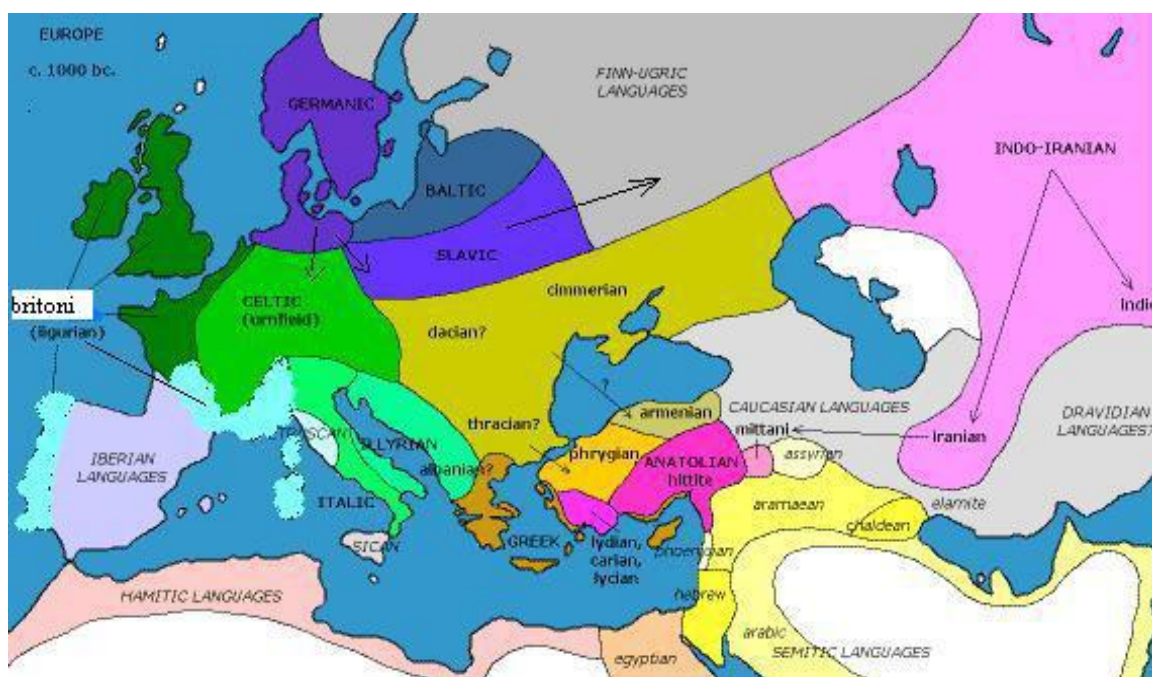 EUROPE
c. 1000 bc.
FINN-UGRIC
LANGUAGES
GERMANIC
INDO-IRANIAN
BALTIC
SLAVIC
britoni
(ligurian)
CELTIC
(urnfield)
cimmerian
dacian?
indic
?
armenian
CAUCASIAN LANGUAGES
DRAVIDIAN
LANGUAGES?
thracian?
mittani
iranian
ETRUSCAN
ILLYRIAN
phrygian
assyrian
IBERIAN
LANGUAGES
albanian?
ANATOLIAN
hittite
ITALIC
aramaean
elamite
chaldean
SICAN
GREEK
lydian,
carian,
lycian
phoenician
HAMITIC LANGUAGES
hebrew
arabic
SEMITIC LANGUAGES
egyptian